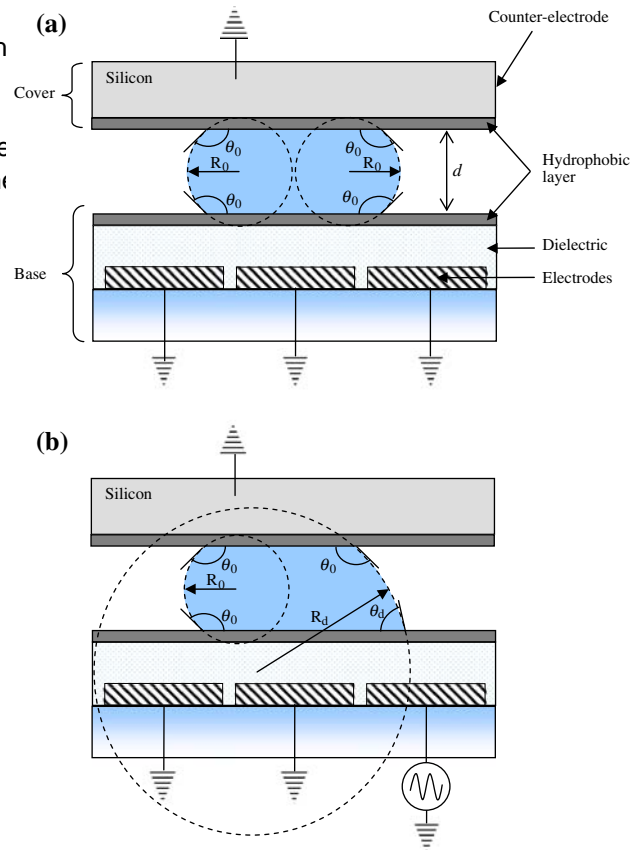 (a)
Counter-electrode
n
Silicon
Cover
θ0 θ0
R0 R0 d
Hydrophobic
layer
e
θ0 θ0
Dielectric
Base
Electrodes
(b)
Silicon
θ0 θ0
R0
θ0 Rd θd